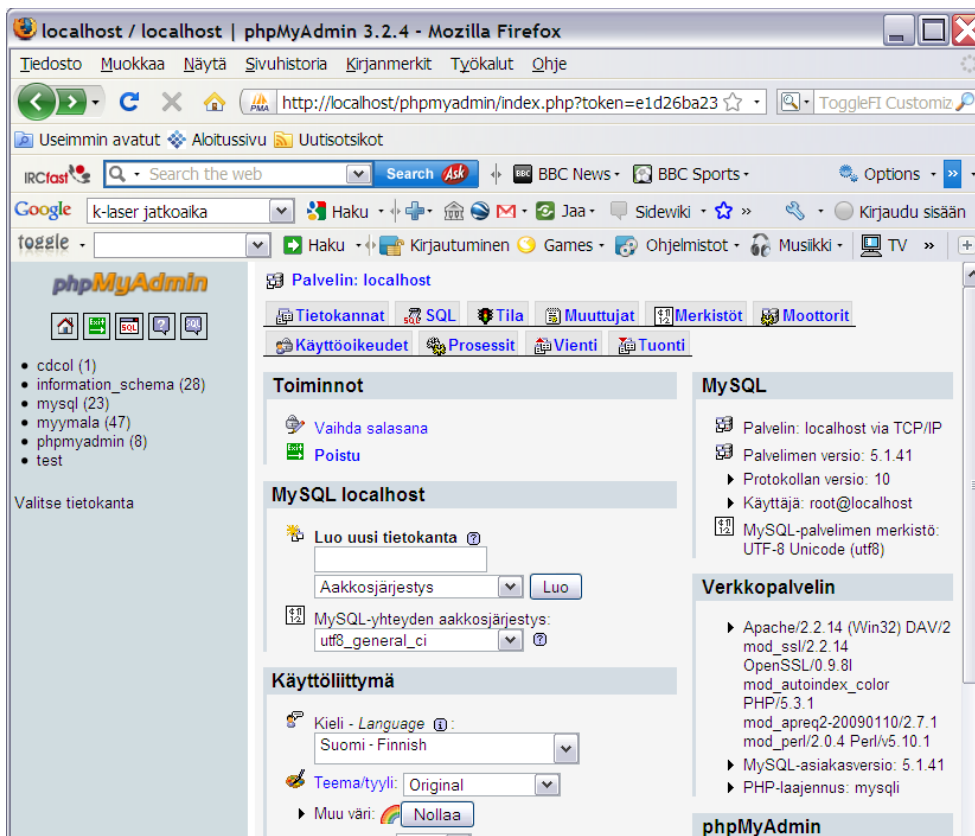 localhost / localhost | phpMyAdmin 3.2.4 - Mozilla Firefox
Tiedosto Muokkaa Näytä Sivuhistoria Kirjanmerkit Työkalut Ohje
http://localhost/phpmyadmin/index.php?token=e1d26ba23 ToggleFI Customiz
Useimmin avatut Aloitussivu Uutisotsikot
IRCfast Search the web Search Ask BBC News BBC Sports Options »
Google k-laser jatkoaika Haku Jaa Sidewiki » Kirjaudu sisään
toggle Haku Kirjautuminen Games Ohjelmistot Musiikki TV »
phpMyAdmin
SQL
SQL
cdcol (1)
information_schema (28)
mysql (23)
myymala (47)
phpmyadmin (8)
test
Valitse tietokanta
Palvelin: localhost
Tietokannat SQL Tila Muuttujat Merkistöt Moottorit
Käyttöoikeudet Prosessit Vienti Tuonti
Toiminnot
Vaihda salasana
Poistu
MySQL localhost
Luo uusi tietokanta
Aakkosjärjestys Luo
MySQL-yhteyden aakkosjärjestys:
utf8_general_ci
Käyttöliittymä
Kieli - Language :
Suomi - Finnish
Teema/tyyli: Original
Muu väri: Nollaa
MySQL
Palvelin: localhost via TCP/IP
Palvelimen versio: 5.1.41
Protokollan versio: 10
Käyttäjä: root@localhost
MySQL-palvelimen merkistö:
UTF-8 Unicode (utf8)
Verkkopalvelin
Apache/2.2.14 (Win32) DAV/2
mod_ssl/2.2.14
OpenSSL/0.9.8l
mod_autoindex_color
PHP/5.3.1
mod_apreq2-20090110/2.7.1
mod_perl/2.0.4 Perl/v5.10.1
MySQL-asiakasversio: 5.1.41
PHP-laajennus: mysqli
phpMyAdmin